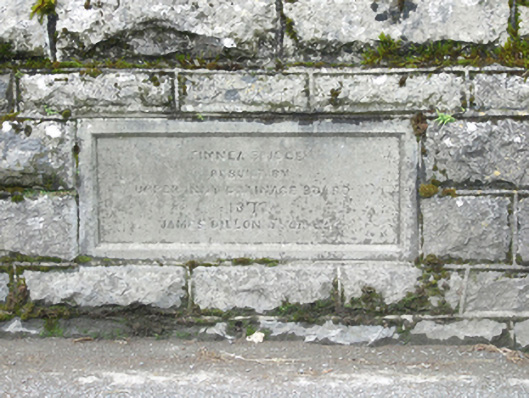 FINNEA BRIDGE
REBUILT BY
UPPER INNY DRAINAGE BOARD
JAMES DILLON